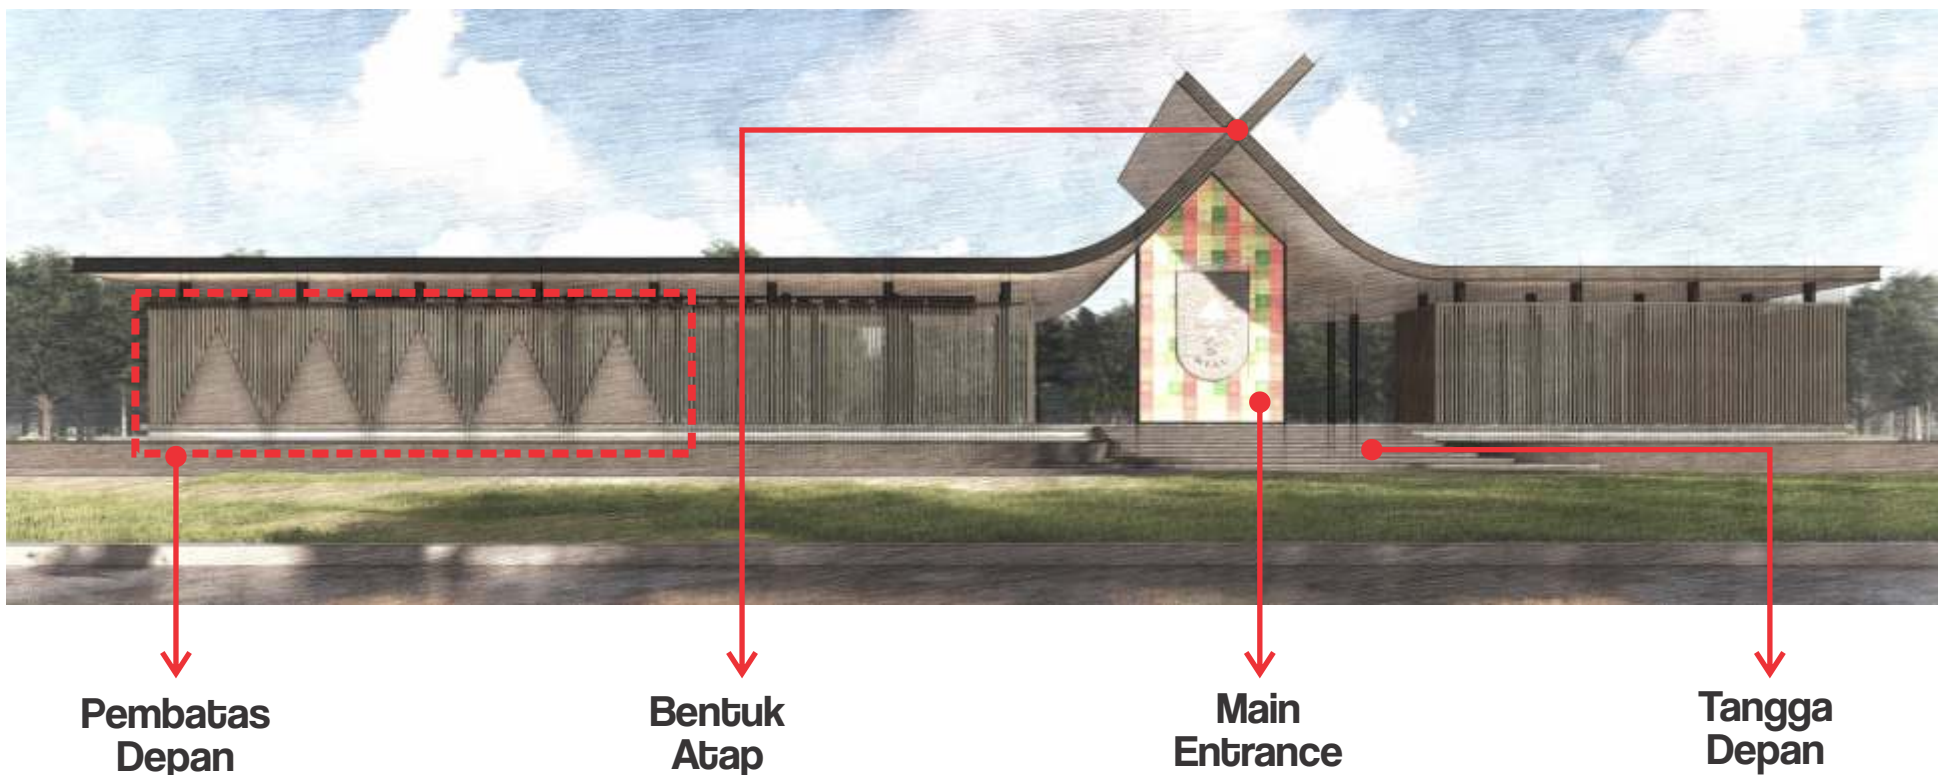 Pembatas
Depan
Bentuk
Atap
Main
Entrance
Tangga
Depan